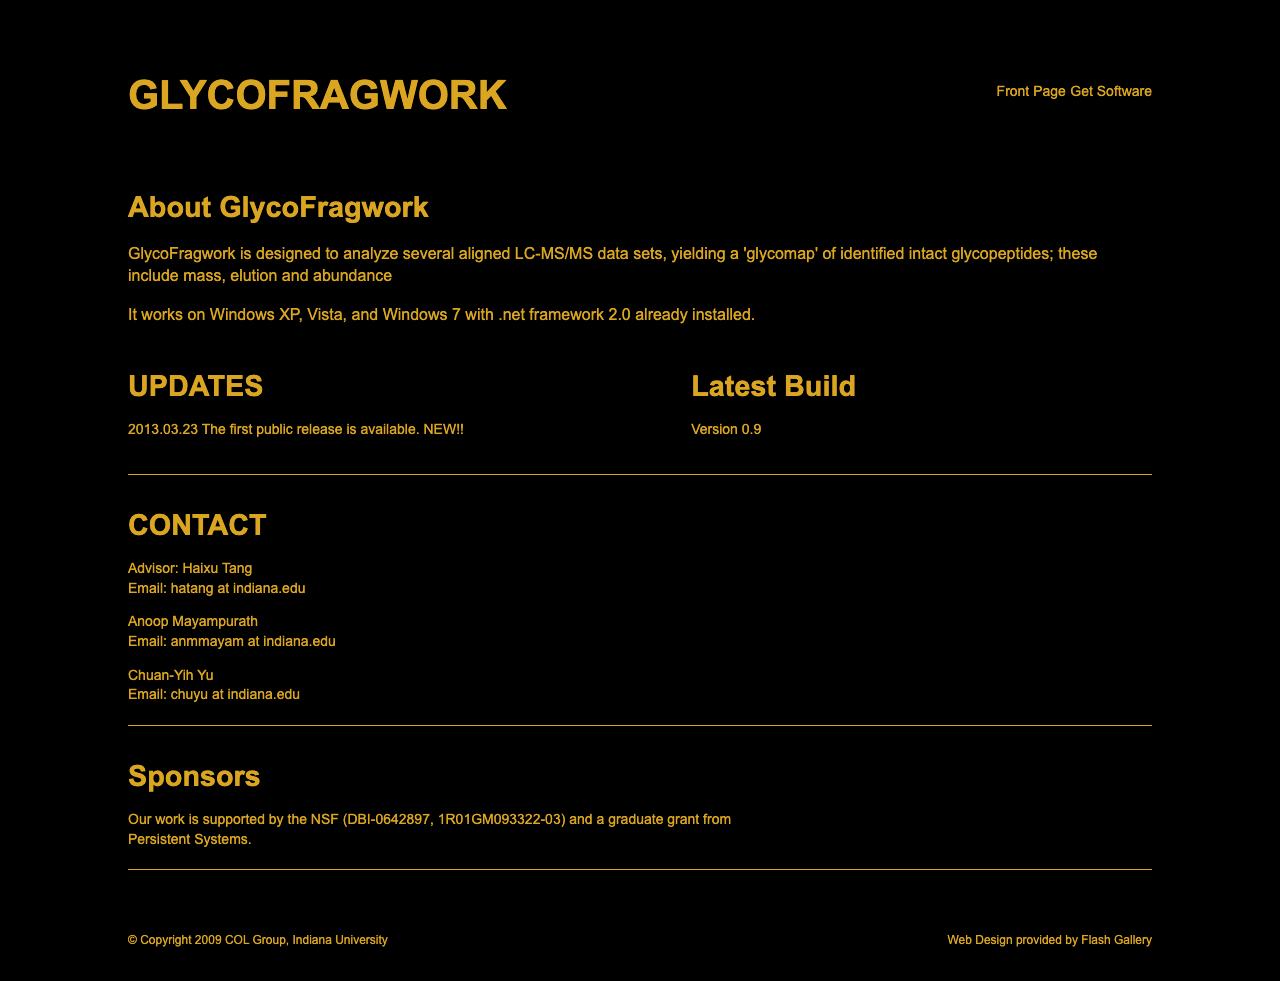 GLYCOFRAGWORK
Front Page Get Software
About GlycoFragwork
GlycoFragwork is designed to analyze several aligned LC-MS/MS data sets, yielding a 'glycomap' of identified intact glycopeptides; these
include mass, elution and abundance
It works on Windows XP, Vista, and Windows 7 with .net framework 2.0 already installed.
UPDATES
2013.03.23 The first public release is available. NEW!!
Latest Build
Version 0.9
CONTACT
Advisor: Haixu Tang
Email: hatang at indiana.edu
Anoop Mayampurath
Email: anmmayam at indiana.edu
Chuan-Yih Yu
Email: chuyu at indiana.edu
Sponsors
Our work is supported by the NSF (DBI-0642897, 1R01GM093322-03) and a graduate grant from
Persistent Systems.
© Copyright 2009 COL Group, Indiana University
Web Design provided by Flash Gallery